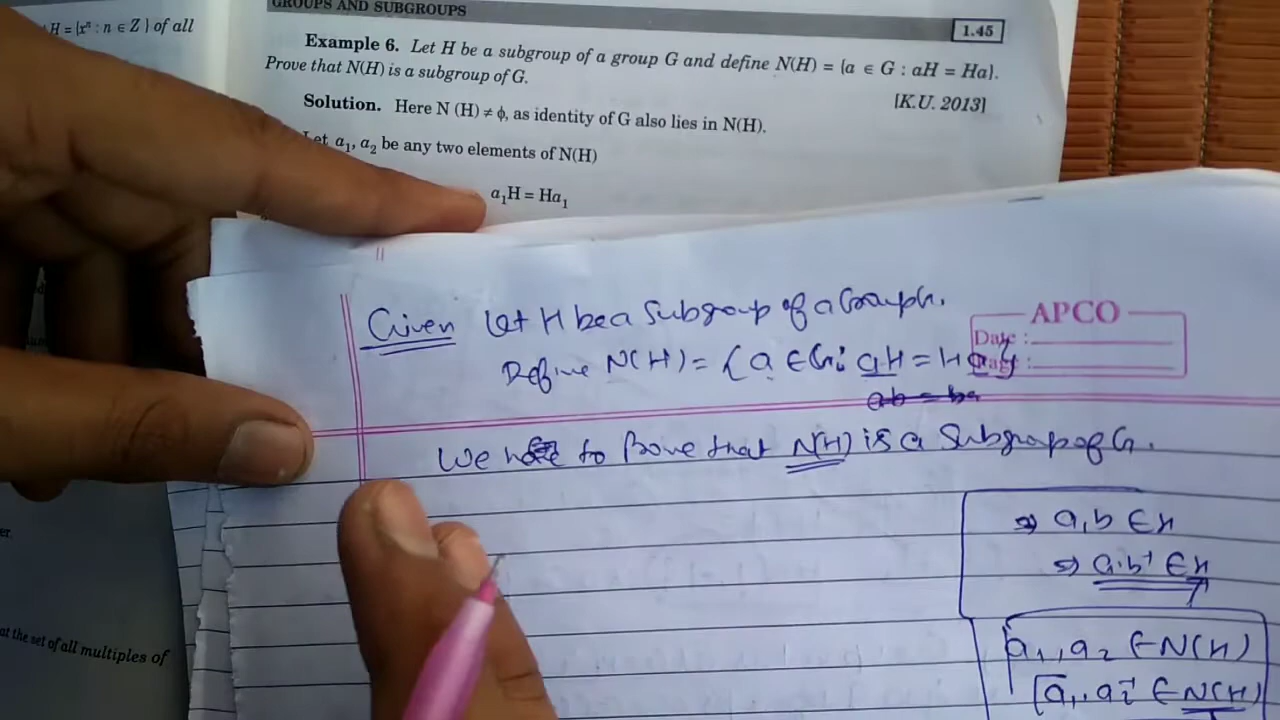 H = {xⁿ : n ∈ Z } of all
GROUPS AND SUBGROUPS
1.45
Example 6. Let H be a subgroup of a group G and define N(H) = {a ∈ G : aH = Ha}.
Prove that N(H) is a subgroup of G.
[K.U. 2013]
Solution. Here N (H) ≠ ϕ, as identity of G also lies in N(H).
Let a₁, a₂ be any two elements of N(H)
a₁H = Ha₁
Given Let H be a Subgroup of a Group G.
APCO
Date :
Define N(H) = { a ∈ G : aH = Ha }
ab = ba
We to Prove that N(H) is a Subgroup of G.
⇒ a, b ∈ H
⇒ a·b⁻¹ ∈ H
a₁, a₂ ∈ N(H)
a₁·a₂⁻¹ ∈ N(H)
at the set of all multiples of